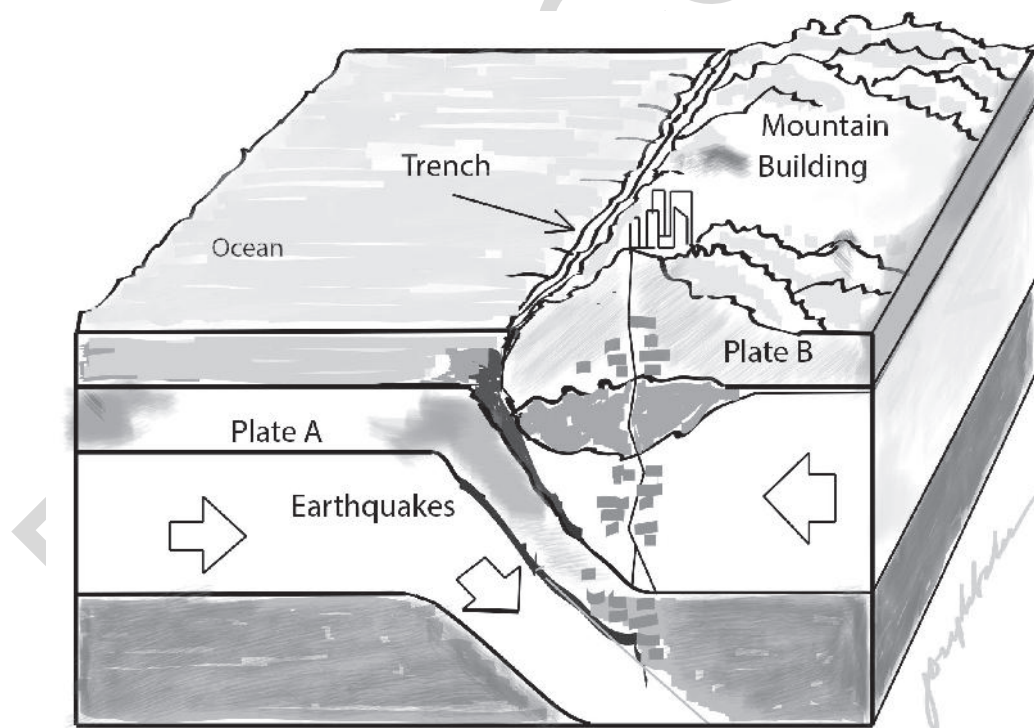 Mountain
Building
Trench
Ocean
Plate B
Plate A
Earthquakes